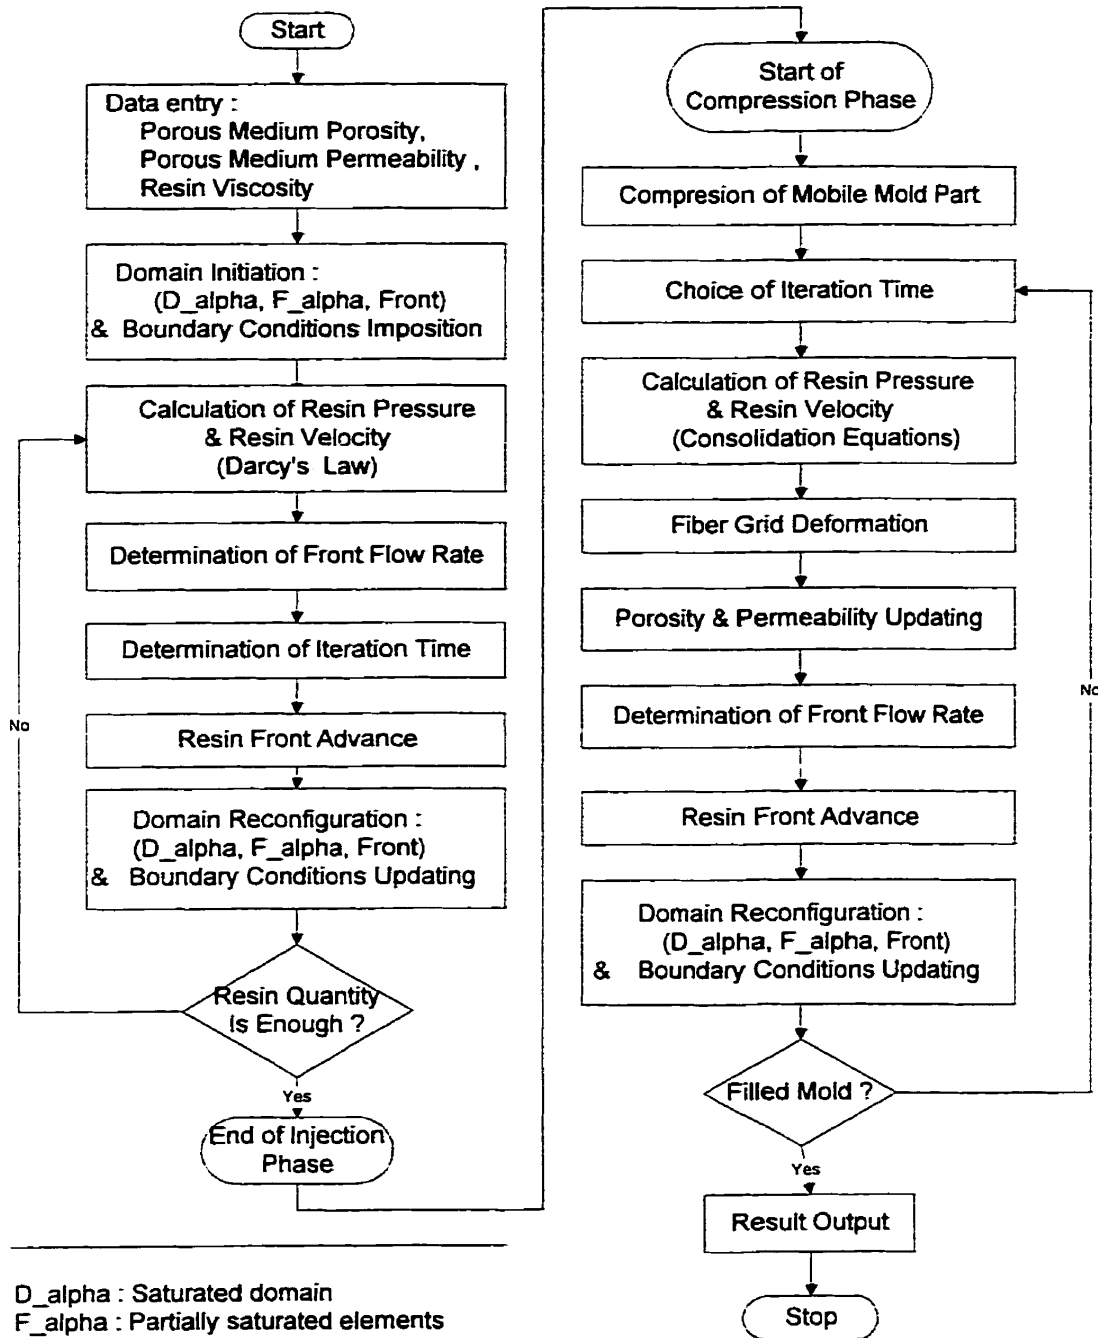 Start
Data entry :
Porous Medium Porosity,
Porous Medium Permeability ,
Resin Viscosity
Domain Initiation :
(D_alpha, F_alpha, Front)
& Boundary Conditions Imposition
Calculation of Resin Pressure
& Resin Velocity
(Darcy's Law)
Determination of Front Flow Rate
Determination of Iteration Time
No
Resin Front Advance
Domain Reconfiguration :
(D_alpha, F_alpha, Front)
& Boundary Conditions Updating
Resin Quantity
Is Enough ?
Yes
End of Injection
Phase
Start of
Compression Phase
Compresion of Mobile Mold Part
Choice of Iteration Time
Calculation of Resin Pressure
& Resin Velocity
(Consolidation Equations)
Fiber Grid Deformation
Porosity & Permeability Updating
No
Determination of Front Flow Rate
Resin Front Advance
Domain Reconfiguration :
(D_alpha, F_alpha, Front)
& Boundary Conditions Updating
Filled Mold ?
Yes
Result Output
Stop
D_alpha : Saturated domain
F_alpha : Partially saturated elements